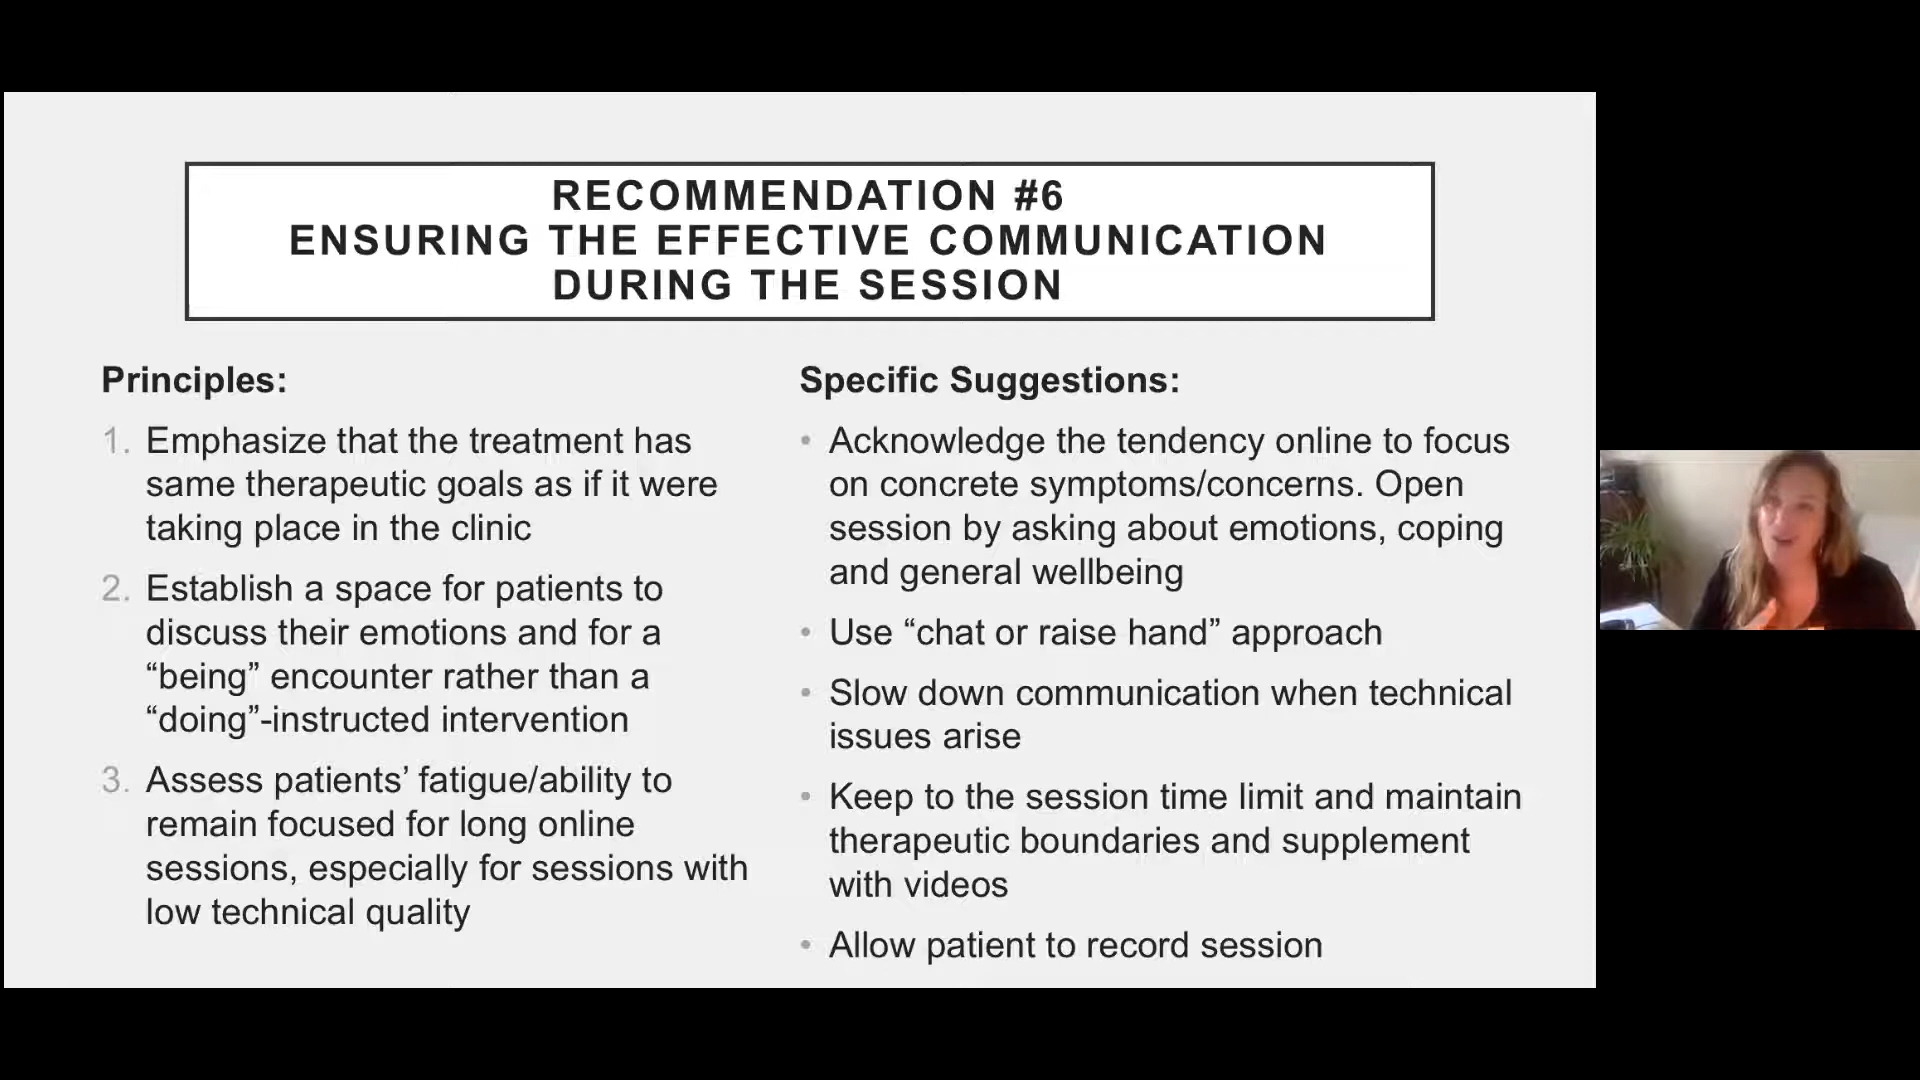 RECOMMENDATION #6
ENSURING THE EFFECTIVE COMMUNICATION
DURING THE SESSION
Principles:
1. Emphasize that the treatment has
same therapeutic goals as if it were
taking place in the clinic
2. Establish a space for patients to
discuss their emotions and for a
“being” encounter rather than a
“doing”-instructed intervention
3. Assess patients’ fatigue/ability to
remain focused for long online
sessions, especially for sessions with
low technical quality
Specific Suggestions:
• Acknowledge the tendency online to focus
on concrete symptoms/concerns. Open
session by asking about emotions, coping
and general wellbeing
• Use “chat or raise hand” approach
• Slow down communication when technical
issues arise
• Keep to the session time limit and maintain
therapeutic boundaries and supplement
with videos
• Allow patient to record session